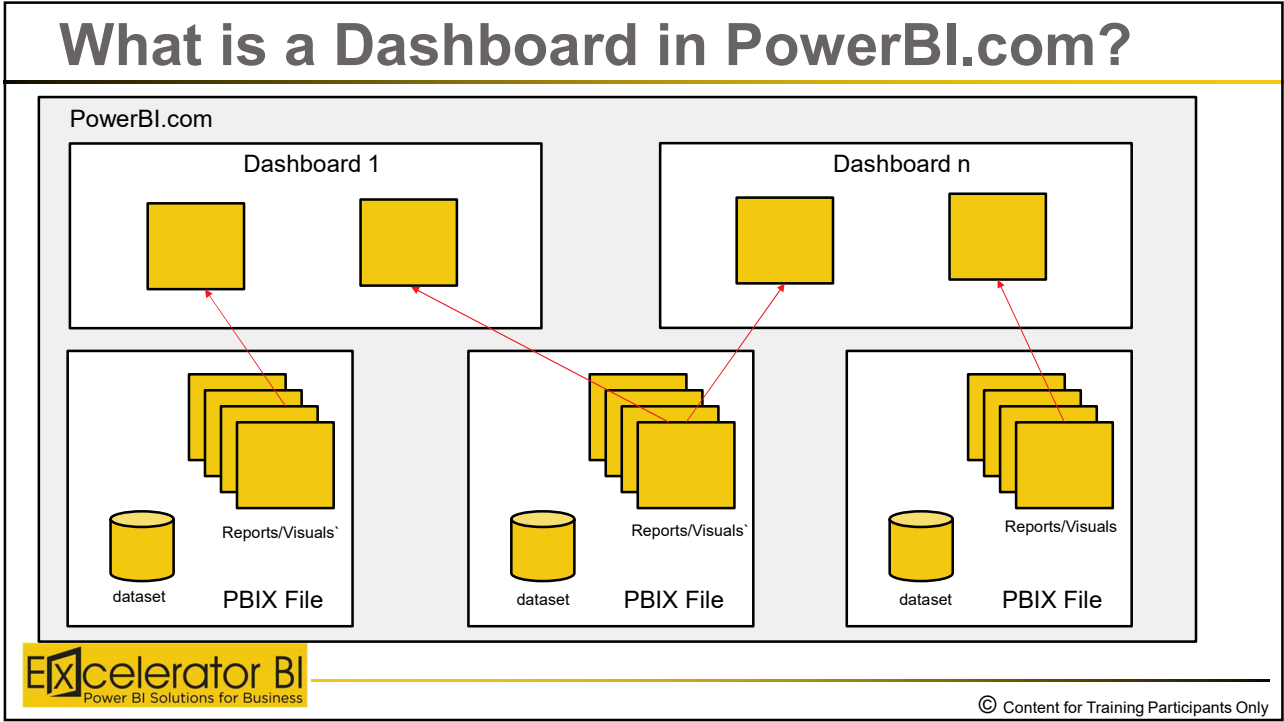 What is a Dashboard in PowerBI.com?
PowerBI.com
Dashboard 1
Dashboard n
Reports/Visuals`
dataset
PBIX File
Reports/Visuals`
dataset
PBIX File
Reports/Visuals
dataset
PBIX File
Excelerator BI
Power BI Solutions for Business
© Content for Training Participants Only